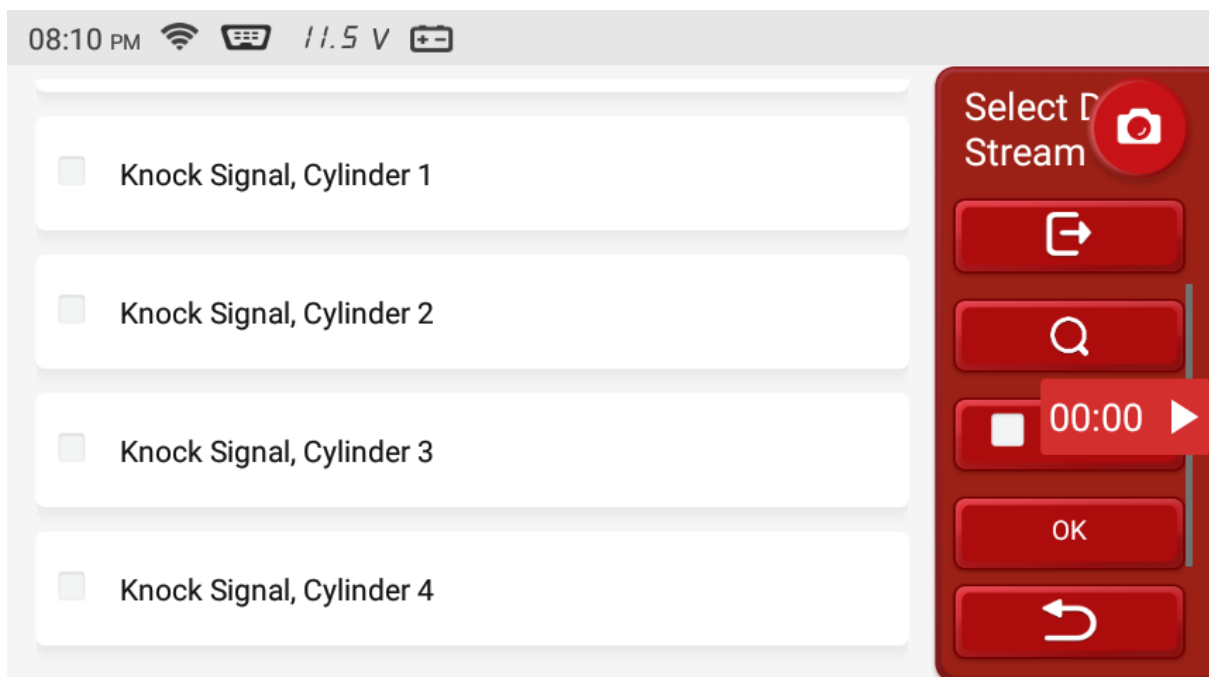 08:10 PM 11.5 V
Select D
Stream
Knock Signal, Cylinder 1
Knock Signal, Cylinder 2
Knock Signal, Cylinder 3
00:00
Knock Signal, Cylinder 4
OK